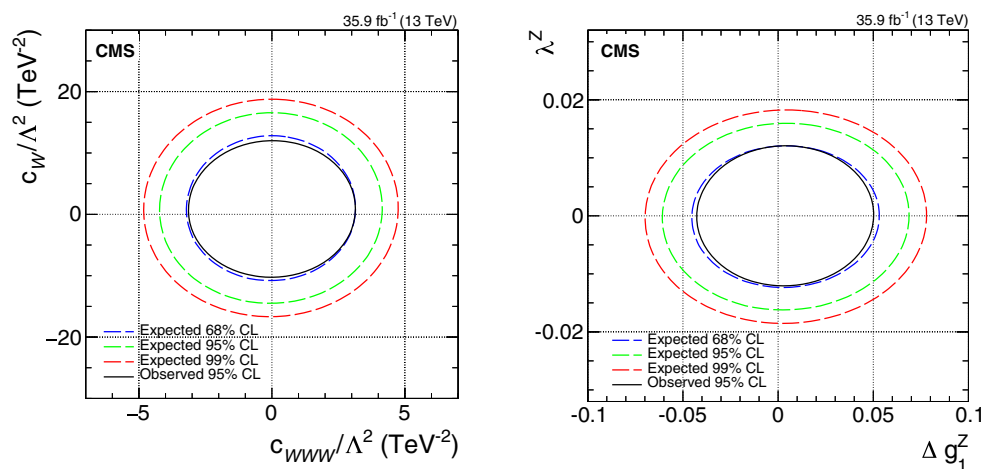 35.9 fb⁻¹ (13 TeV)
CMS
c_W/Λ² (TeV⁻²)
20
0
−20
−5
0
5
c_WWW/Λ² (TeV⁻²)
Expected 68% CL
Expected 95% CL
Expected 99% CL
Observed 95% CL
35.9 fb⁻¹ (13 TeV)
CMS
λ^Z
0.02
0
-0.02
-0.1
-0.05
0
0.05
0.1
Δ g₁^Z
Expected 68% CL
Expected 95% CL
Expected 99% CL
Observed 95% CL